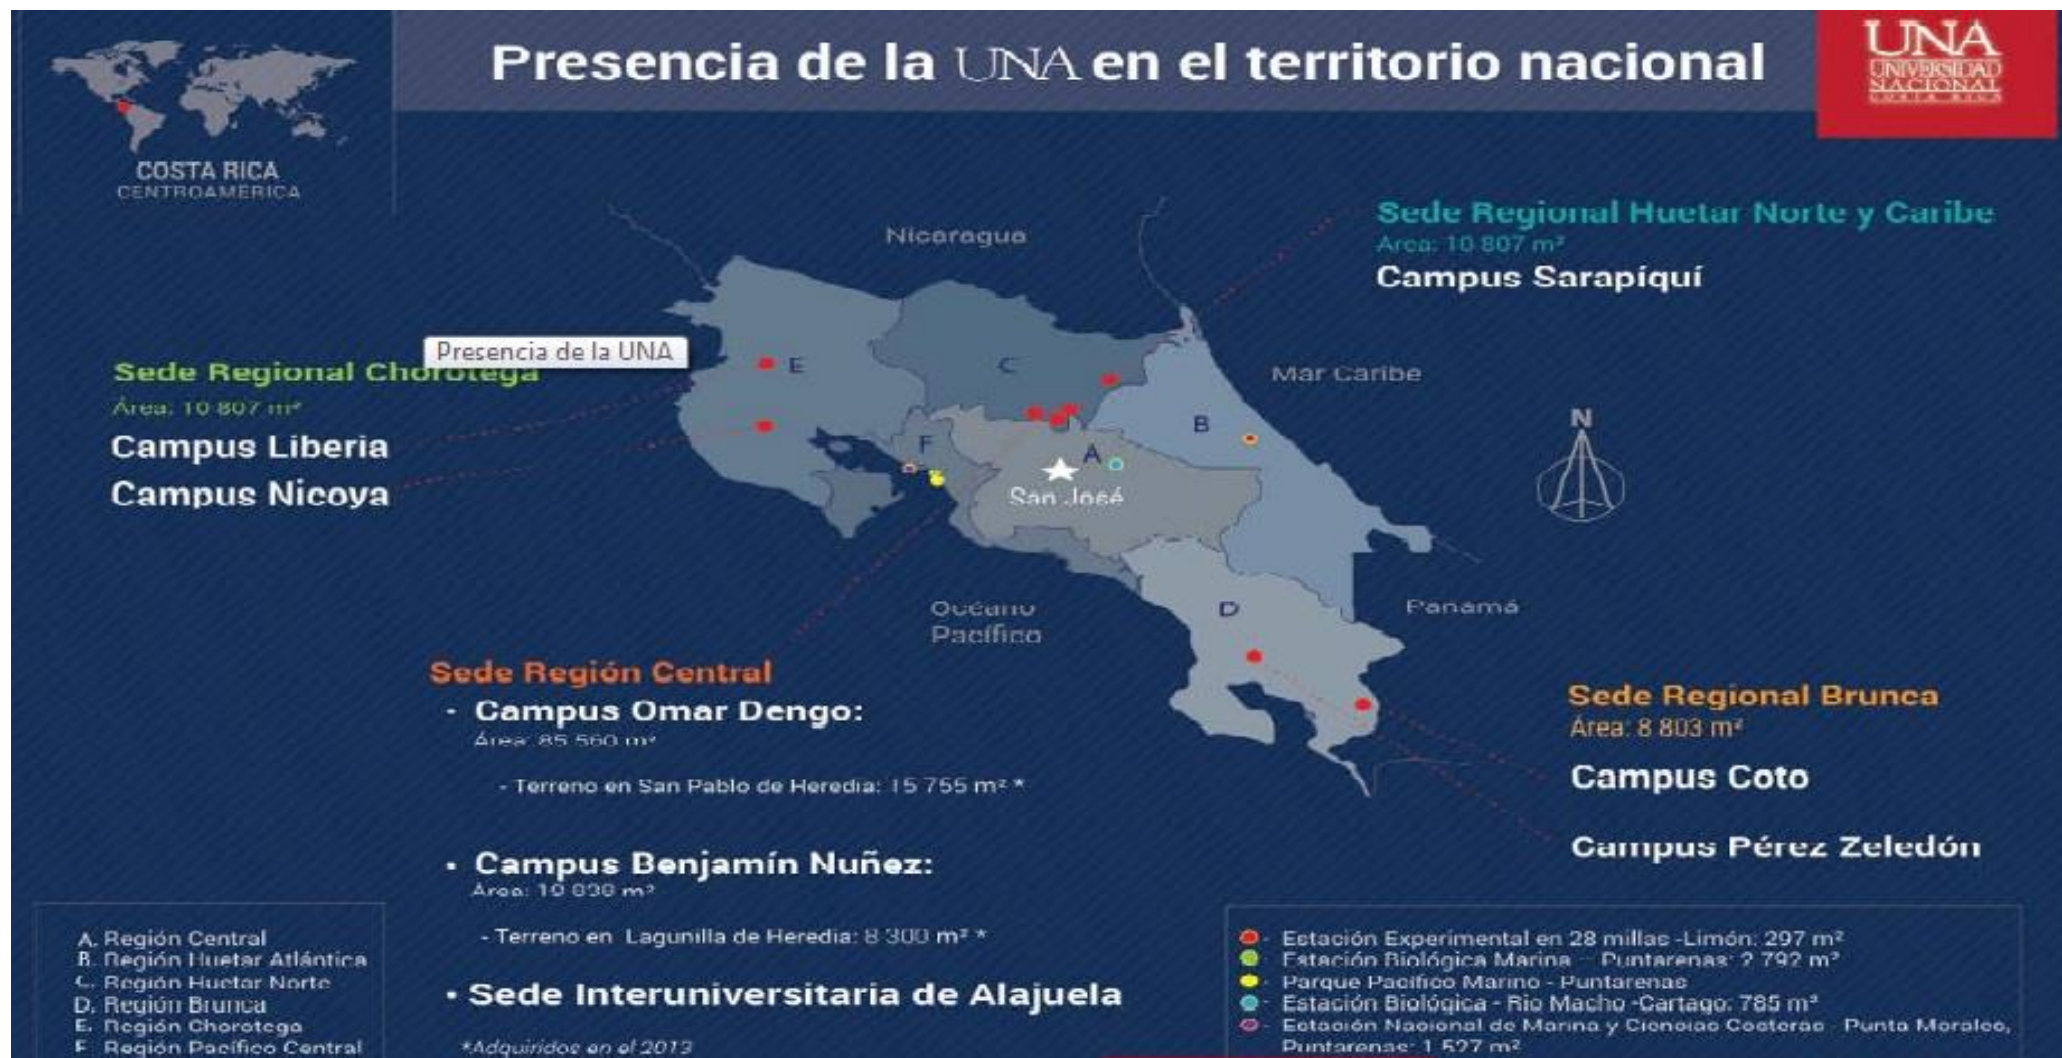 Presencia de la UNA en el territorio nacional
UNA
UNIVERSIDAD
NACIONAL
COSTA RICA
COSTA RICA
CENTROAMÉRICA
Nicaragua
Sede Regional Huetar Norte y Caribe
Área: 10 807 m²
Campus Sarapíquí
Presencia de la UNA
Sede Regional Chorotega
Área: 10 807 m²
Campus Liberia
Campus Nicoya
E
C
B
F
A
San José
D
Mar Caribe
N
Océano
Pacífico
Panamá
Sede Región Central
- Campus Omar Dengo:
Área: 85 560 m²
- Terreno en San Pablo de Heredia: 15 755 m² *
• Campus Benjamín Nuñez:
Área: m²
- Terreno en Lagunilla de Heredia: 8 300 m² *
• Sede Interuniversitaria de Alajuela
*Adquiridos en el 2013
Sede Regional Brunca
Área: 8 803 m²
Campus Coto
Campus Pérez Zeledón
A. Región Central
B. Región Huetar Atlántica
C. Región Huetar Norte
D. Región Brunca
E. Región Chorotega
F Región Pacífico Central
- Estación Experimental en 28 millas -Limón: 297 m²
- Estación Biológica Marina - Puntarenas: 2 792 m²
- Parque Pacífico Marino - Puntarenas
- Estación Biológica - Rio Macho -Cartago: 785 m²
- Estación Nacional de Marina y Ciencias Costeras - Punta Morales,
Puntarenas: 1 527 m²